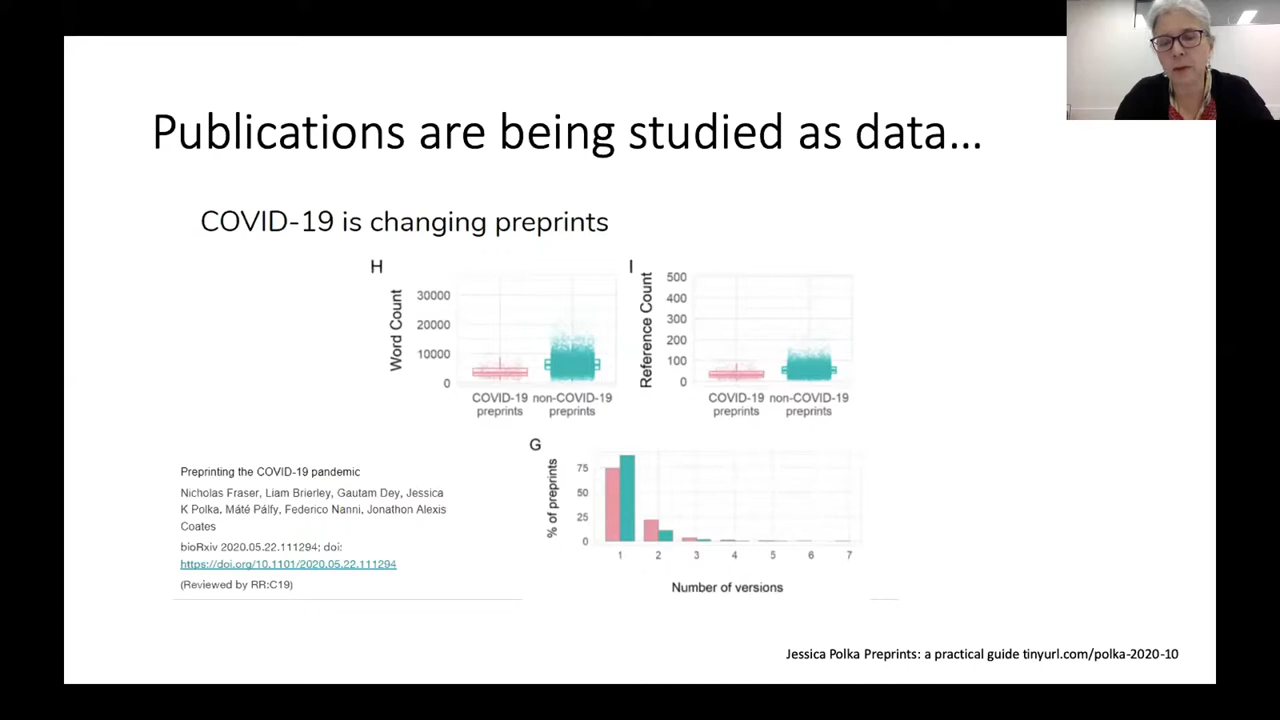 Publications are being studied as data...
COVID-19 is changing preprints
H
Word Count
30000
20000
10000
0
COVID-19 non-COVID-19
preprints preprints
I
Reference Count
500
400
300
200
100
0
COVID-19 non-COVID-19
preprints preprints
G
% of preprints
75
50
25
0
1 2 3 4 5 6 7
Number of versions
Preprinting the COVID-19 pandemic
Nicholas Fraser, Liam Brierley, Gautam Dey, Jessica
K Polka, Máté Pálfy, Federico Nanni, Jonathon Alexis
Coates
bioRxiv 2020.05.22.111294; doi:
https://doi.org/10.1101/2020.05.22.111294
(Reviewed by RR:C19)
Jessica Polka Preprints: a practical guide tinyurl.com/polka-2020-10